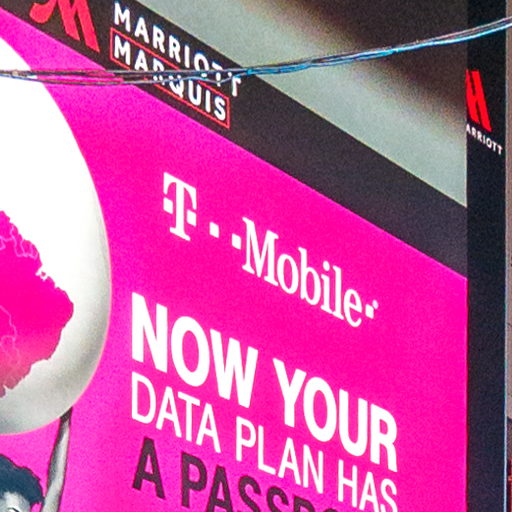 MARRIOTT
MARQUIS
MARRIOTT
T··Mobile·
NOW YOUR
DATA PLAN HAS
A